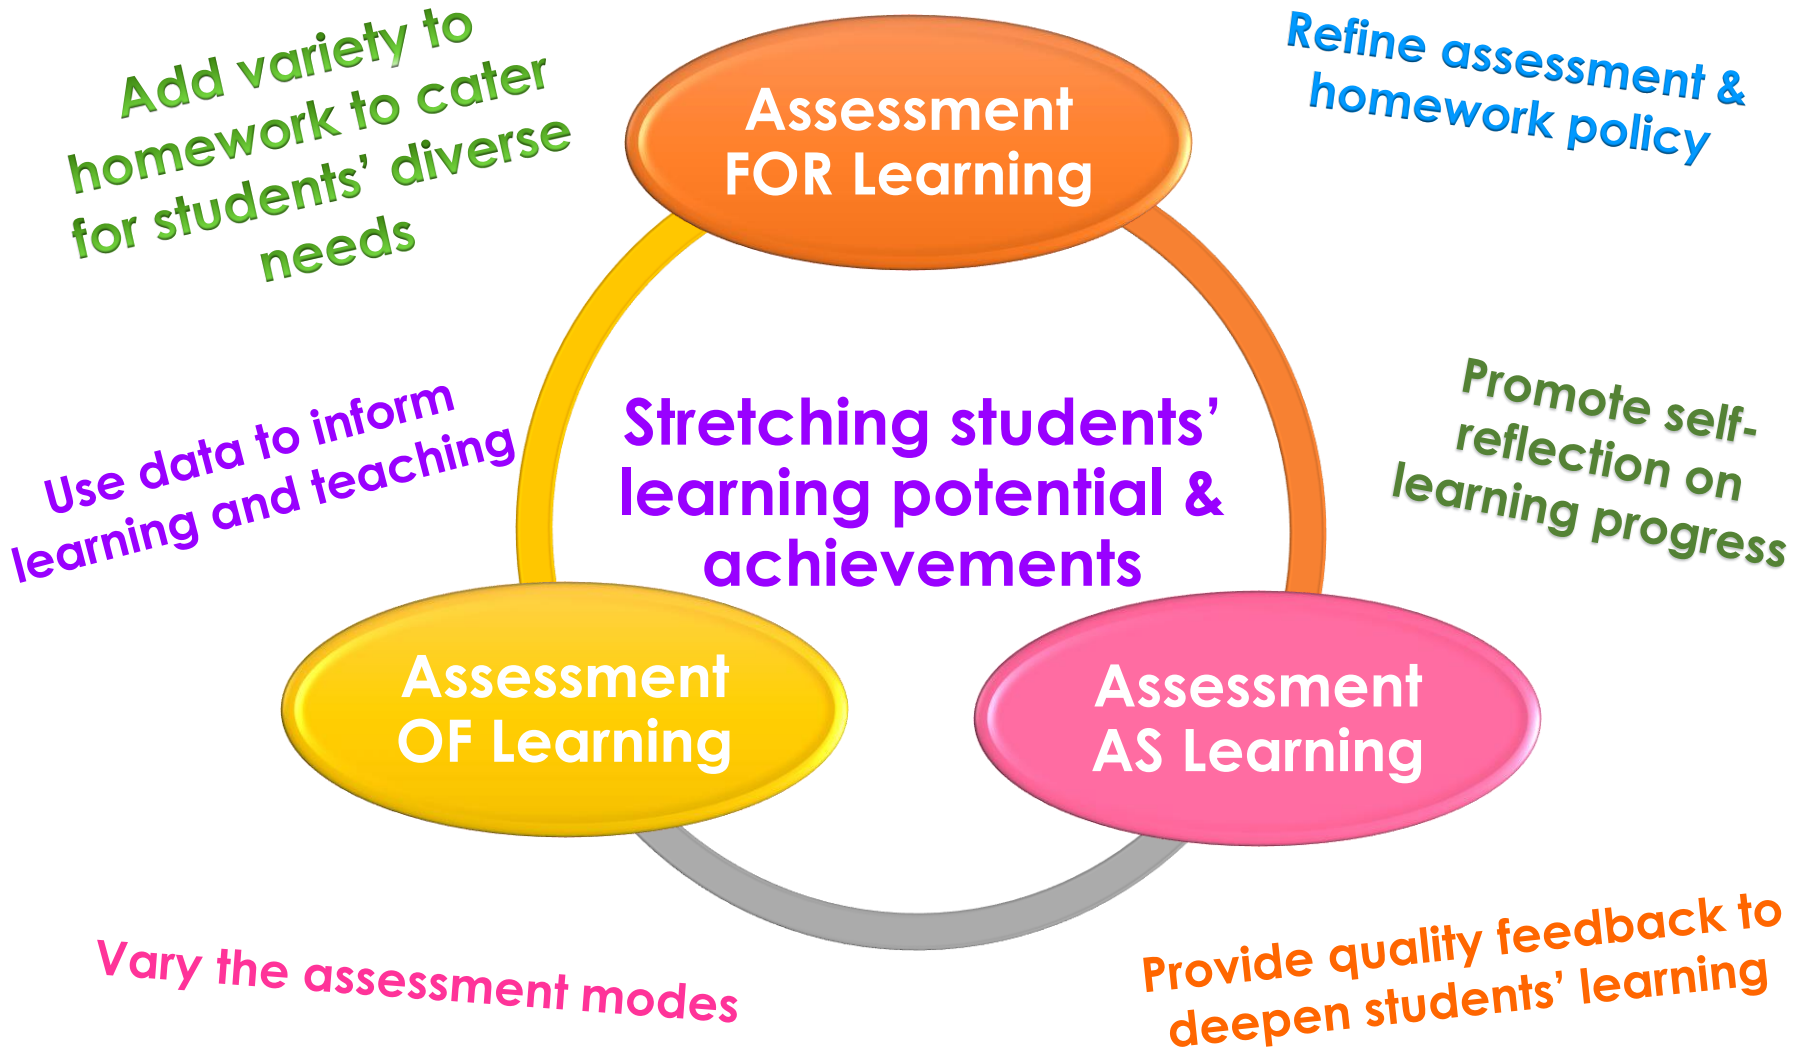 Add variety to
homework to cater
for students’ diverse
needs
Assessment
FOR Learning
Refine assessment &
homework policy
Use data to inform
learning and teaching
Stretching students’
learning potential &
achievements
Promote self-
reflection on
learning progress
Assessment
OF Learning
Assessment
AS Learning
Vary the assessment modes
Provide quality feedback to
deepen students’ learning